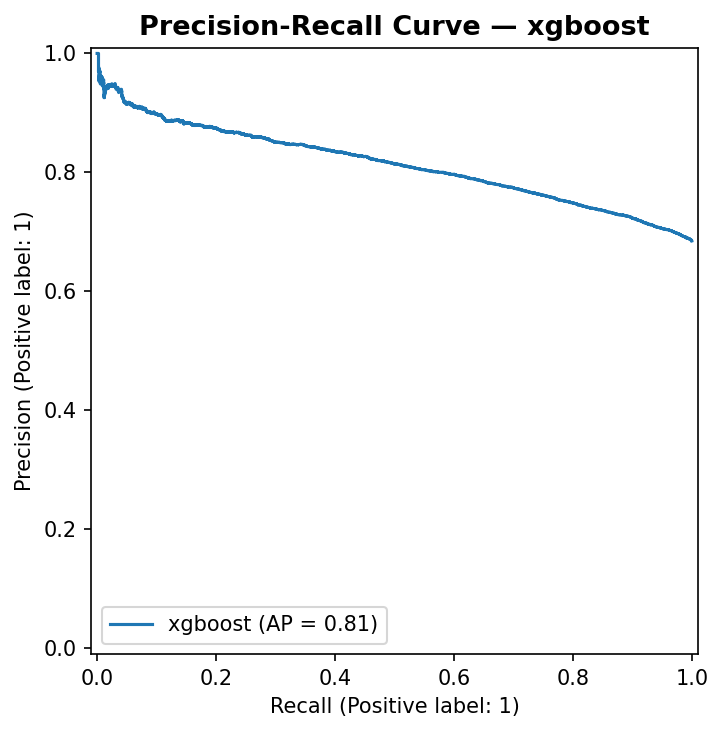 Precision-Recall Curve — xgboost
1.0
0.8
0.6
0.4
0.2
0.0
Precision (Positive label: 1)
xgboost (AP = 0.81)
0.0 0.2 0.4 0.6 0.8 1.0
Recall (Positive label: 1)